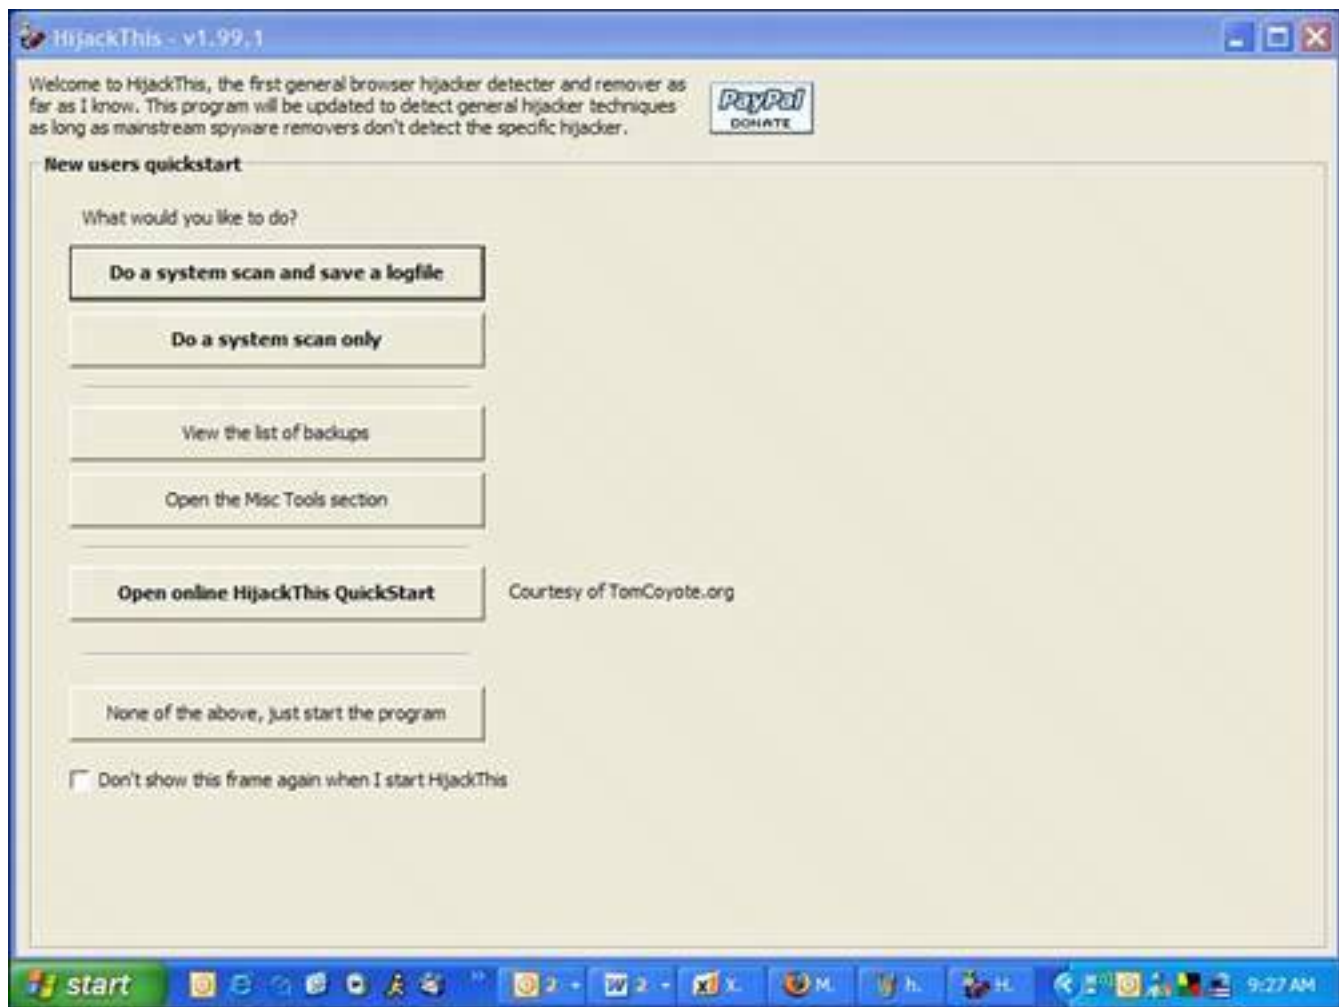 HijackThis - v1.99.1
Welcome to HijackThis, the first general browser hijacker detecter and remover as
far as I know. This program will be updated to detect general hijacker techniques
as long as mainstream spyware removers don't detect the specific hijacker.
PayPal
DONATE
New users quickstart
What would you like to do?
Do a system scan and save a logfile
Do a system scan only
View the list of backups
Open the Misc Tools section
Open online HijackThis QuickStart
Courtesy of TomCoyote.org
None of the above, just start the program
Don't show this frame again when I start HijackThis
start
2
2
X.
M.
h.
H.
9:27 AM